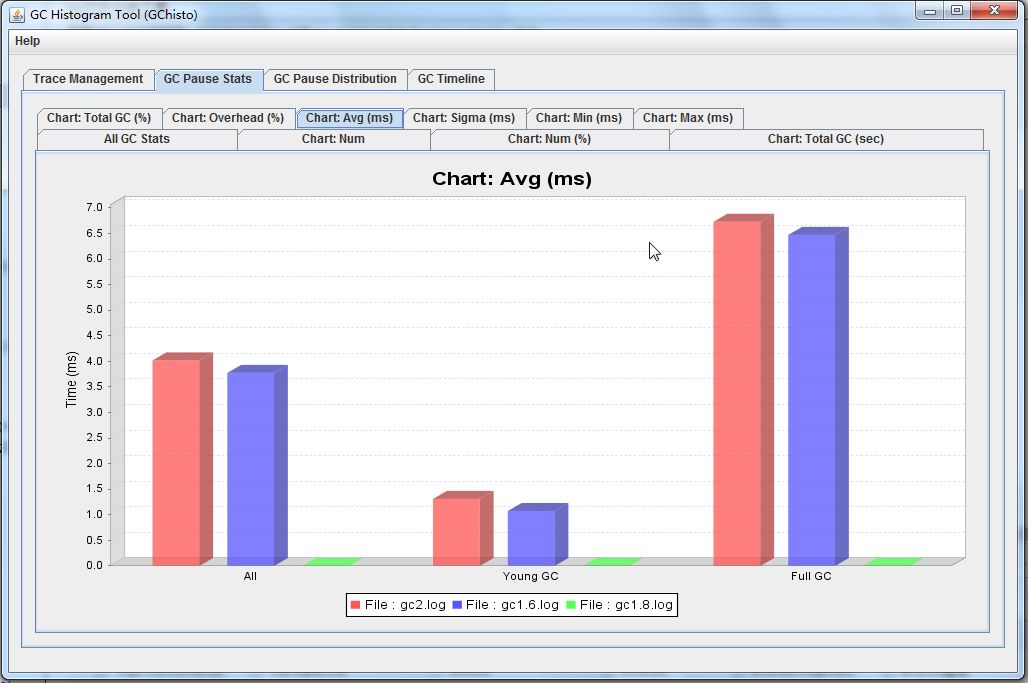 GC Histogram Tool (GChisto)
Help
Trace Management GC Pause Stats GC Pause Distribution GC Timeline
Chart: Total GC (%) Chart: Overhead (%) Chart: Avg (ms) Chart: Sigma (ms) Chart: Min (ms) Chart: Max (ms)
All GC Stats Chart: Num Chart: Num (%) Chart: Total GC (sec)
Chart: Avg (ms)
Time (ms)
7.0
6.5
6.0
5.5
5.0
4.5
4.0
3.5
3.0
2.5
2.0
1.5
1.0
0.5
0.0
All Young GC Full GC
File : gc2.log File : gc1.6.log File : gc1.8.log